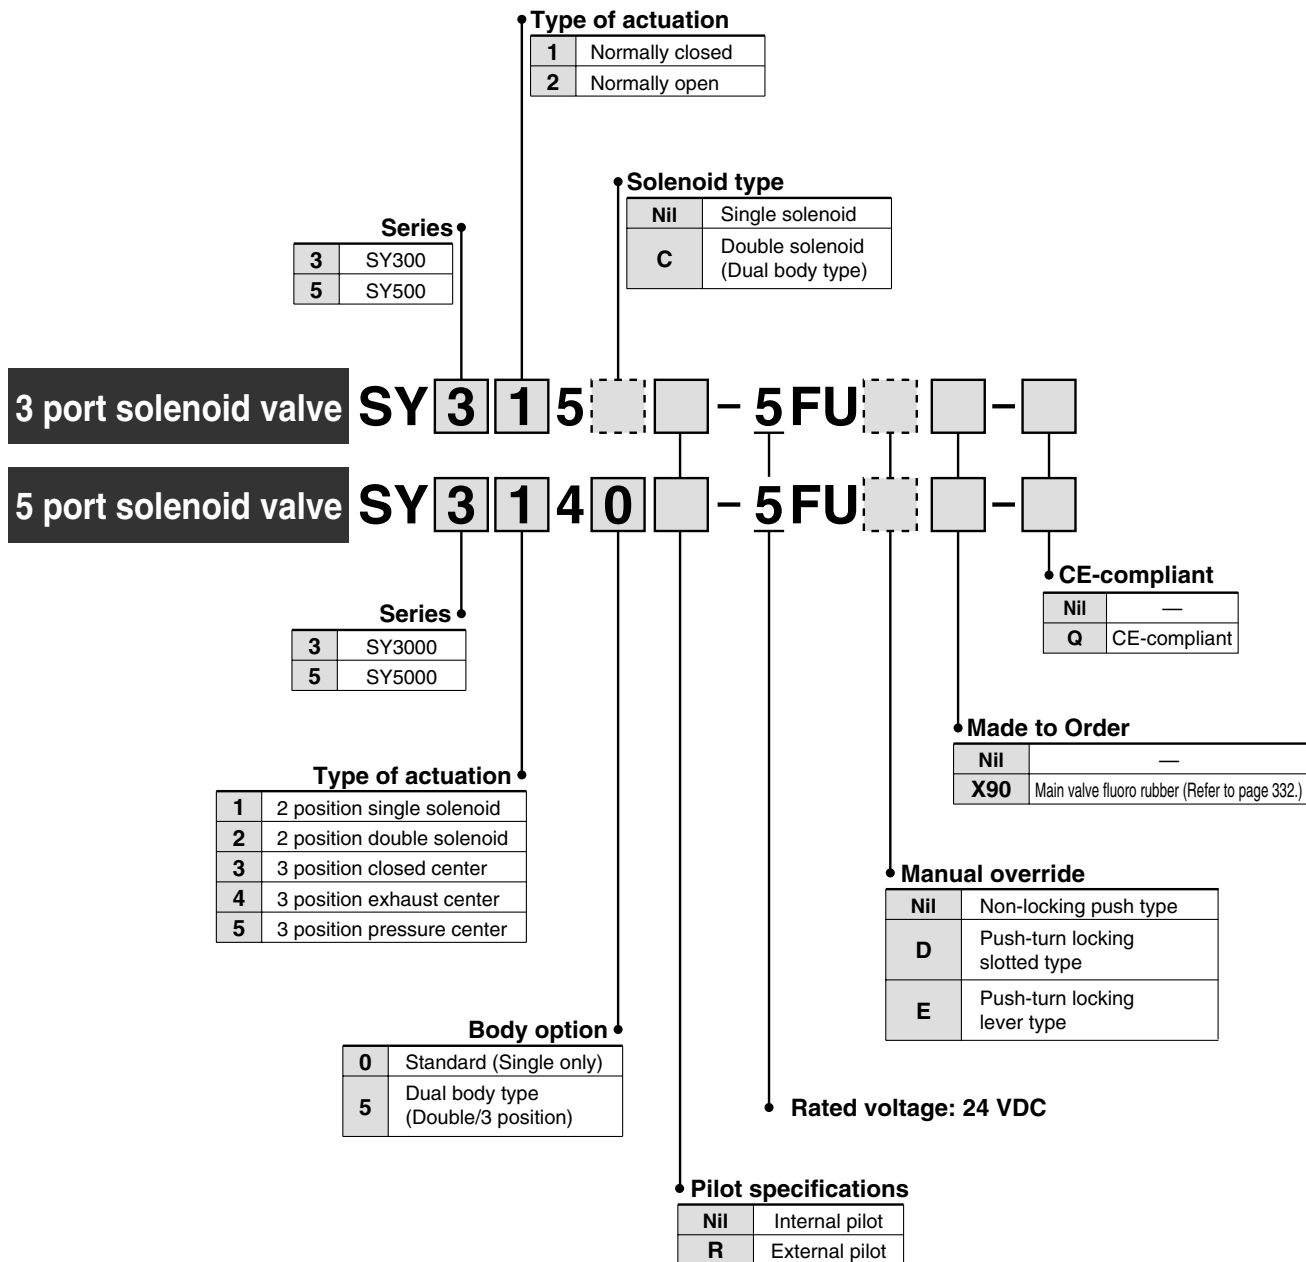 Type of actuation
1 Normally closed
2 Normally open
Solenoid type
Nil Single solenoid
C Double solenoid
(Dual body type)
Series
3 SY300
5 SY500
3 port solenoid valve SY 3 1 5 – 5 FU –
5 port solenoid valve SY 3 1 4 0 – 5 FU –
CE-compliant
Nil —
Q CE-compliant
Series
3 SY3000
5 SY5000
Made to Order
Nil —
X90 Main valve fluoro rubber (Refer to page 332.)
Type of actuation
1 2 position single solenoid
2 2 position double solenoid
3 3 position closed center
4 3 position exhaust center
5 3 position pressure center
Manual override
Nil Non-locking push type
D Push-turn locking
slotted type
E Push-turn locking
lever type
Body option
0 Standard (Single only)
5 Dual body type
(Double/3 position)
Rated voltage: 24 VDC
Pilot specifications
Nil Internal pilot
R External pilot